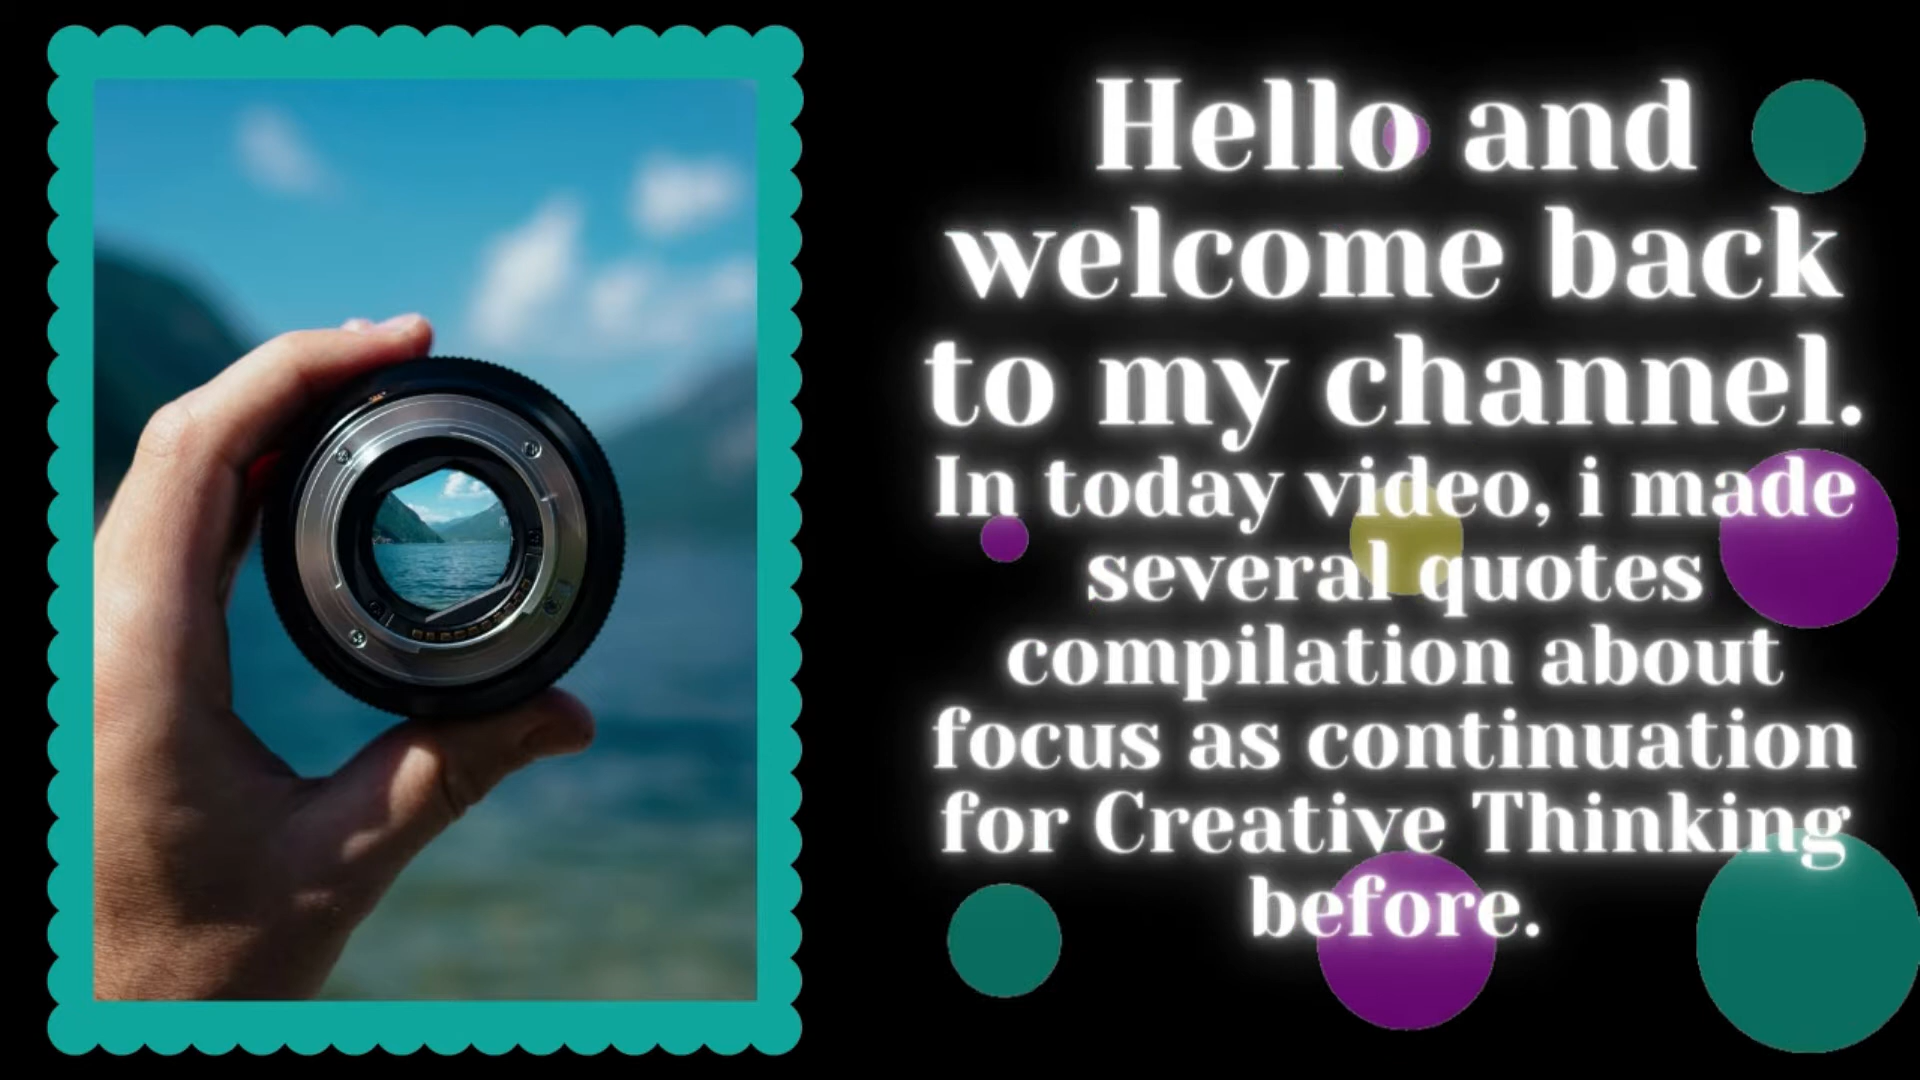 Hello and
welcome back
to my channel.
In today video, i made
several quotes
compilation about
focus as continuation
for Creative Thinking
before.